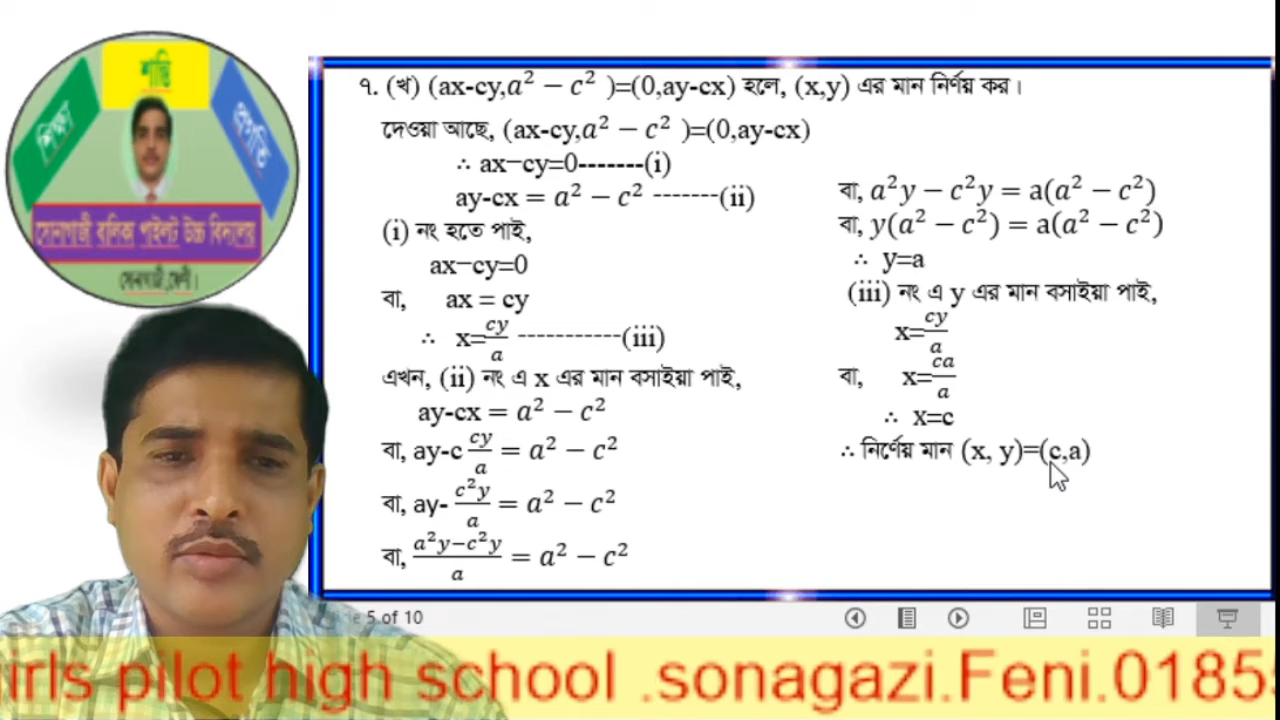 শান্তি
শিক্ষা
প্রগতি
সোনাগাজী বালিকা পাইলট উচ্চ বিদ্যালয়
সোনাগাজী,ফেনী।
৭. (খ) (ax-cy,a² − c² )=(0,ay-cx) হলে, (x,y) এর মান নির্ণয় কর।
দেওয়া আছে, (ax-cy,a² − c² )=(0,ay-cx)
∴ ax−cy=0-------(i)
ay-cx = a² − c² -------(ii)
(i) নং হতে পাই,
ax−cy=0
বা, ax = cy
∴ x=cy/a -----------(iii)
এখন, (ii) নং এ x এর মান বসাইয়া পাই,
ay-cx = a² − c²
বা, ay-c cy/a = a² − c²
বা, ay- c²y/a = a² − c²
বা, (a²y−c²y)/a = a² − c²
বা, a²y − c²y = a(a² − c²)
বা, y(a² − c²) = a(a² − c²)
∴ y=a
(iii) নং এ y এর মান বসাইয়া পাই,
x=cy/a
বা, x=ca/a
∴ x=c
∴ নির্ণেয় মান (x, y)=(c,a)
5 of 10
irls pilot high school .sonagazi.Feni.0185